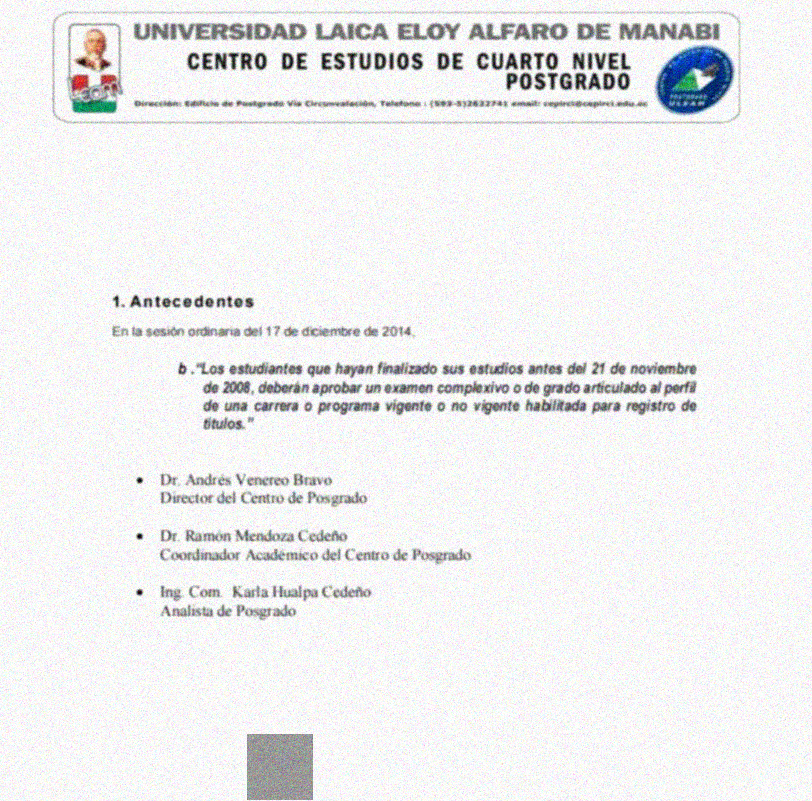 UNIVERSIDAD LAICA ELOY ALFARO DE MANABI
CENTRO DE ESTUDIOS DE CUARTO NIVEL
POSTGRADO
Dirección: Edificio de Postgrado Vía Circunvalación, Telefono : (593-5)2622741 email: cepirci@cepirci.edu.ec
1. Antecedentes
En la sesión ordinaria del 17 de diciembre de 2014,
b ."Los estudiantes que hayan finalizado sus estudios antes del 21 de noviembre
de 2008, deberán aprobar un examen complexivo o de grado articulado al perfil
de una carrera o programa vigente o no vigente habilitada para registro de
títulos."
• Dr. Andrés Venereo Bravo
Director del Centro de Posgrado
• Dr. Ramón Mendoza Cedeño
Coordinador Académico del Centro de Posgrado
• Ing. Com. Karla Hualpa Cedeño
Analista de Posgrado